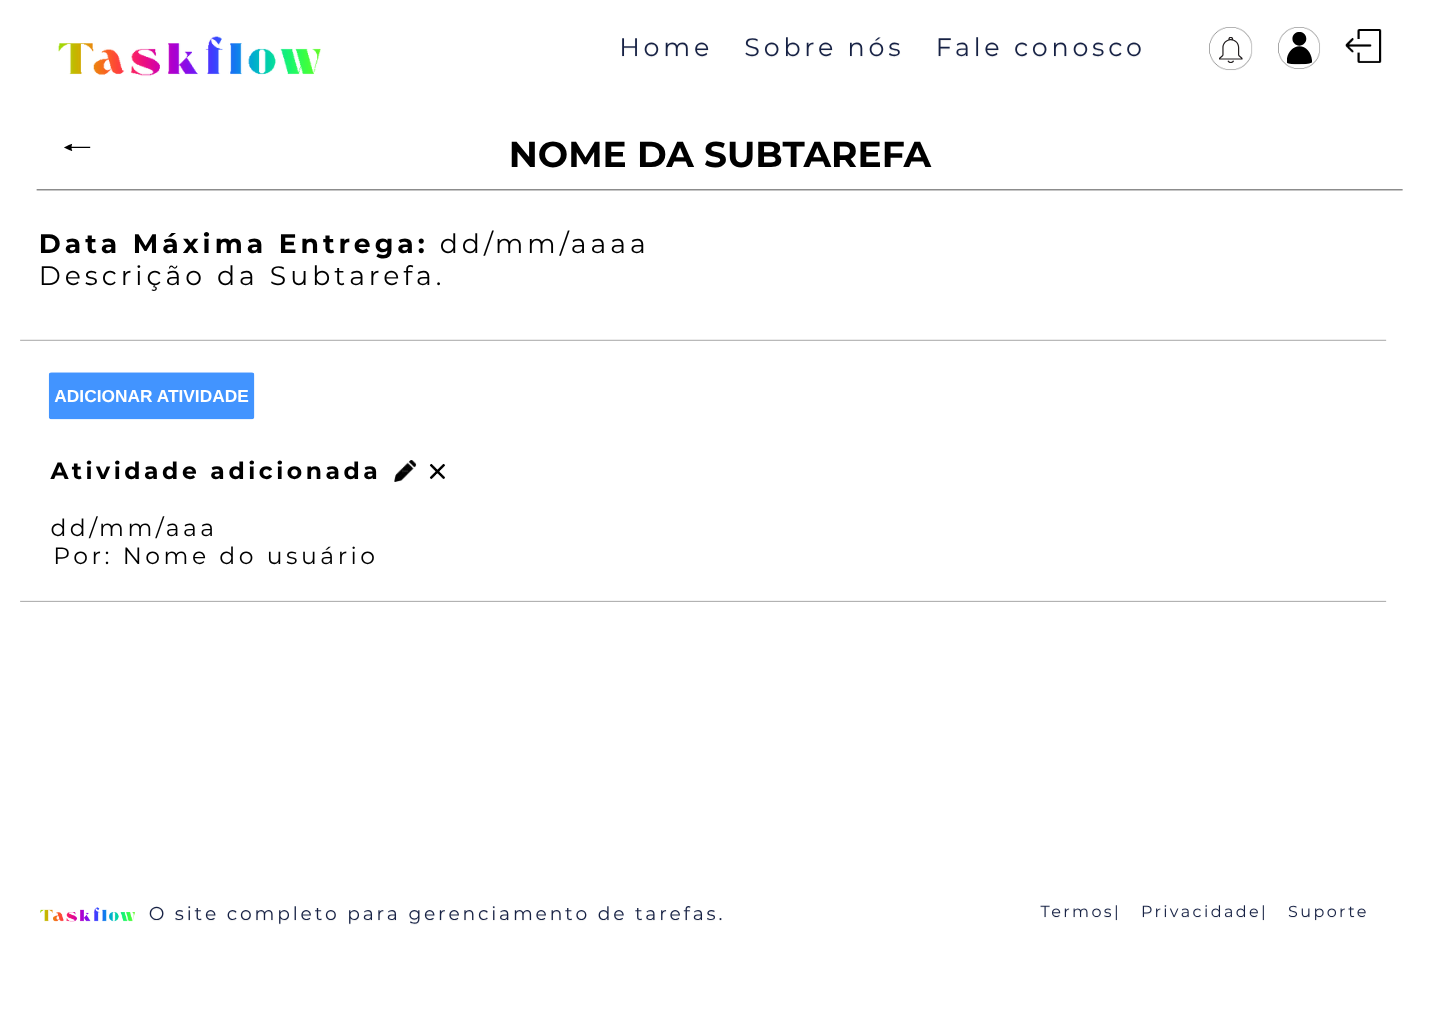 Taskflow Home Sobre nós Fale conosco
NOME DA SUBTAREFA
Data Máxima Entrega: dd/mm/aaaa
Descrição da Subtarefa.
ADICIONAR ATIVIDADE
Atividade adicionada
dd/mm/aaa
Por: Nome do usuário
Taskflow O site completo para gerenciamento de tarefas. Termos| Privacidade| Suporte